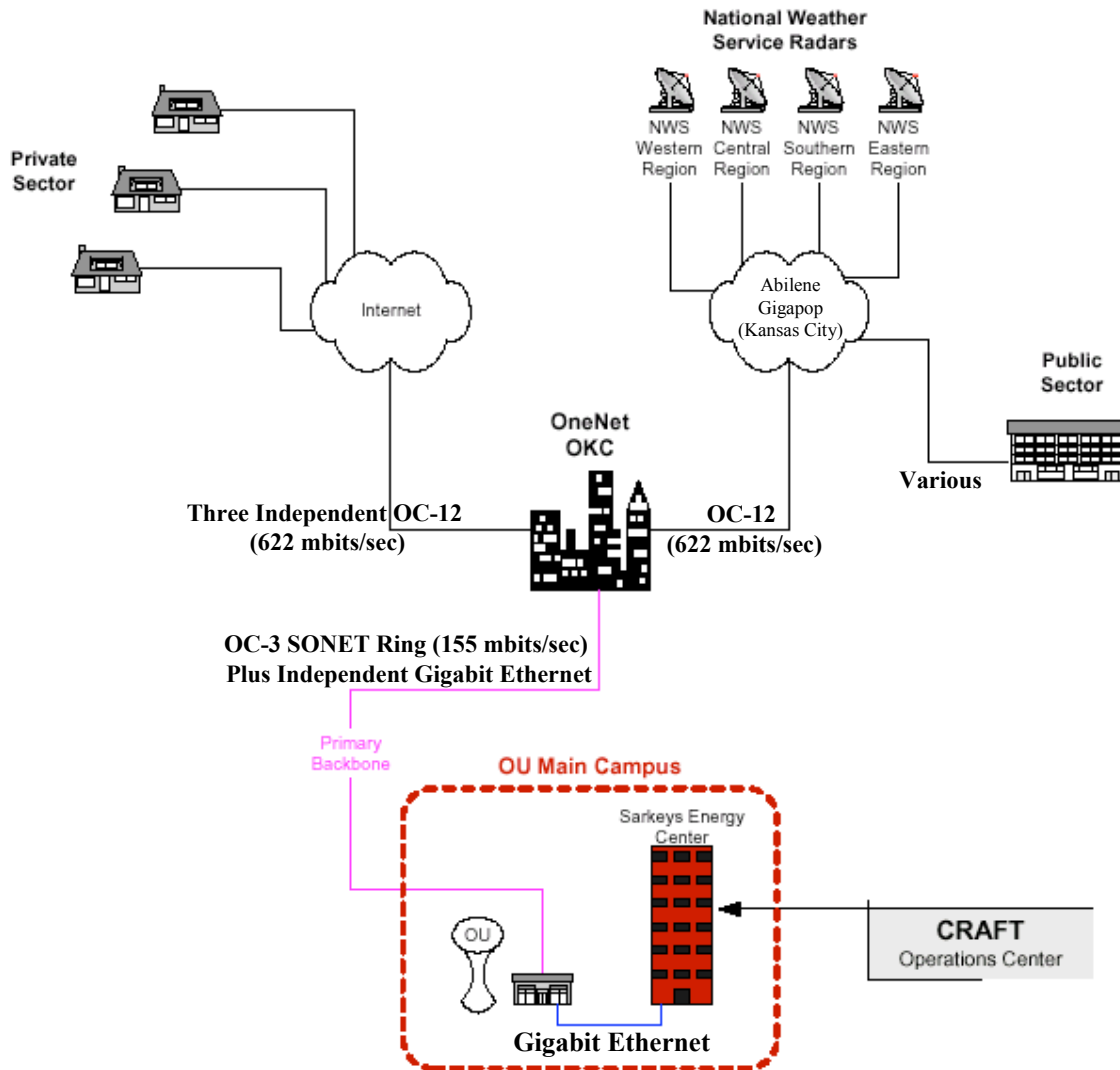 National Weather
Service Radars
NWS
Western
Region
NWS
Central
Region
NWS
Southern
Region
NWS
Eastern
Region
Private
Sector
Internet
Abilene
Gigapop
(Kansas City)
Public
Sector
OneNet
OKC
Various
Three Independent OC-12
(622 mbits/sec)
OC-12
(622 mbits/sec)
OC-3 SONET Ring (155 mbits/sec)
Plus Independent Gigabit Ethernet
Primary
Backbone
OU Main Campus
Sarkeys Energy
Center
OU
CRAFT
Operations Center
Gigabit Ethernet